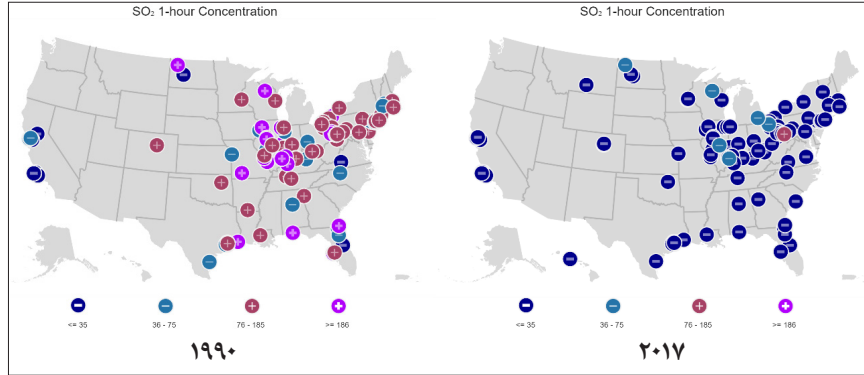 SO₂ 1-hour Concentration
<= 35 36 - 75 76 - 185 >= 186
۱۹۹۰
SO₂ 1-hour Concentration
<= 35 36 - 75 76 - 185 >= 186
۲۰۱۷